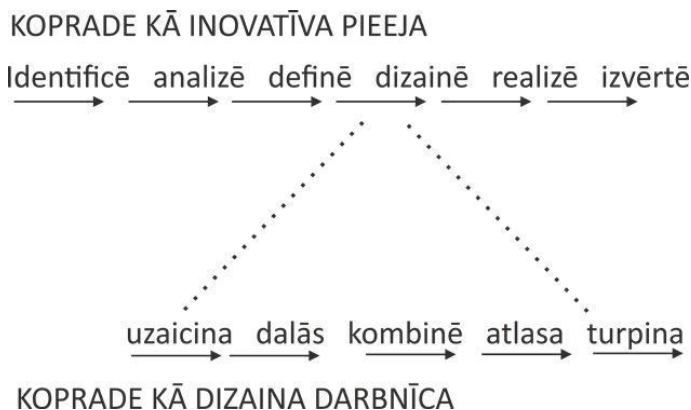 KOPRADE KĀ INOVATĪVA PIEEJA
Identificē analizē definē dizainē realizē izvērtē
uzaicina dalās kombinē atlasa turpina
KOPRADE KĀ DIZAINA DARBNĪCA